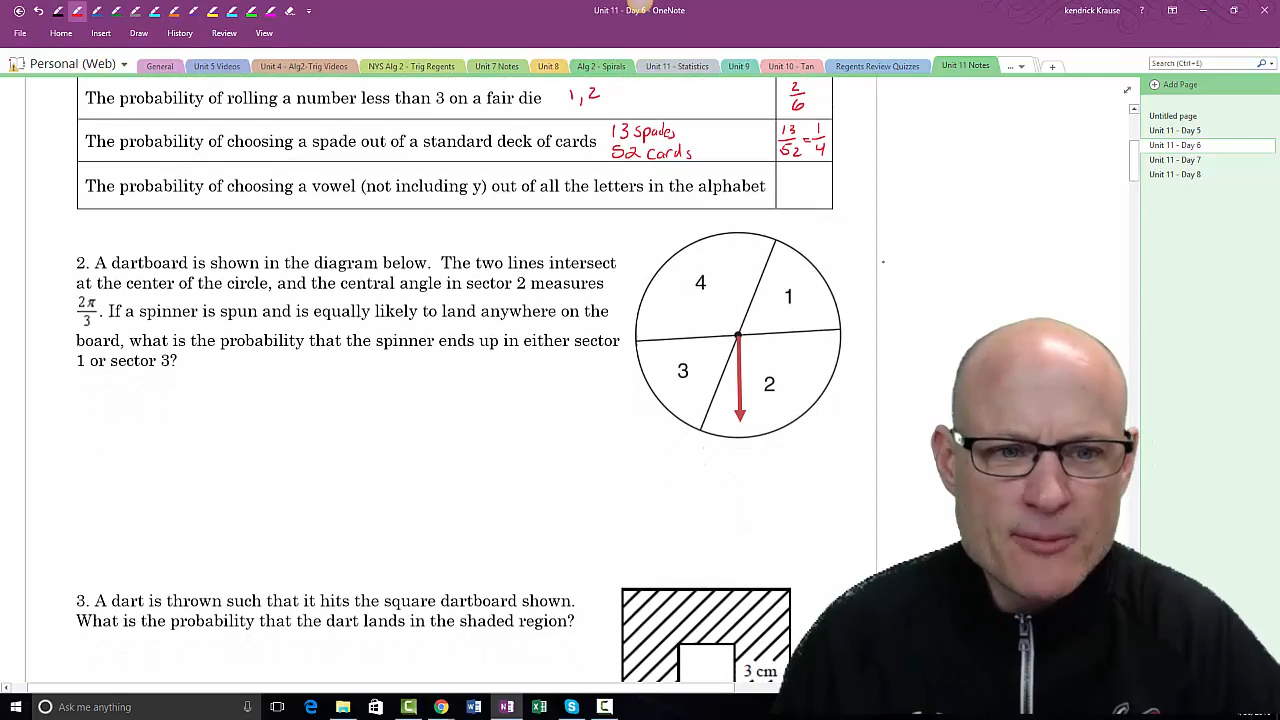 Unit 11 - Day 6 - OneNote
kendrick Krause
File Home Insert Draw History Review View
Personal (Web)
General
Unit 5 Videos
Unit 4 - Alg2-Trig Videos
NYS Alg 2 - Trig Regents
Unit 7 Notes
Unit 8
Alg 2 - Spirals
Unit 11 - Statistics
Unit 9
Unit 10 - Tan
Regents Review Quizzes
Unit 11 Notes
...
Search (Ctrl+E)
Add Page
Untitled page
Unit 11 - Day 5
Unit 11 - Day 6
Unit 11 - Day 7
Unit 11 - Day 8
The probability of rolling a number less than 3 on a fair die 1, 2 2/6
The probability of choosing a spade out of a standard deck of cards 13 spades 13/52 = 1/4
52 cards
The probability of choosing a vowel (not including y) out of all the letters in the alphabet
2. A dartboard is shown in the diagram below. The two lines intersect
at the center of the circle, and the central angle in sector 2 measures
2π/3. If a spinner is spun and is equally likely to land anywhere on the
board, what is the probability that the spinner ends up in either sector
1 or sector 3?
4
1
3
2
3. A dart is thrown such that it hits the square dartboard shown.
What is the probability that the dart lands in the shaded region?
3 cm
Ask me anything